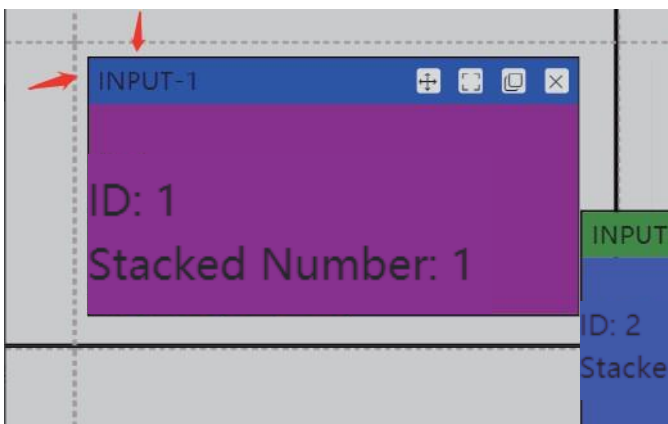 INPUT-1
ID: 1
Stacked Number: 1
INPUT
ID: 2
Stacke